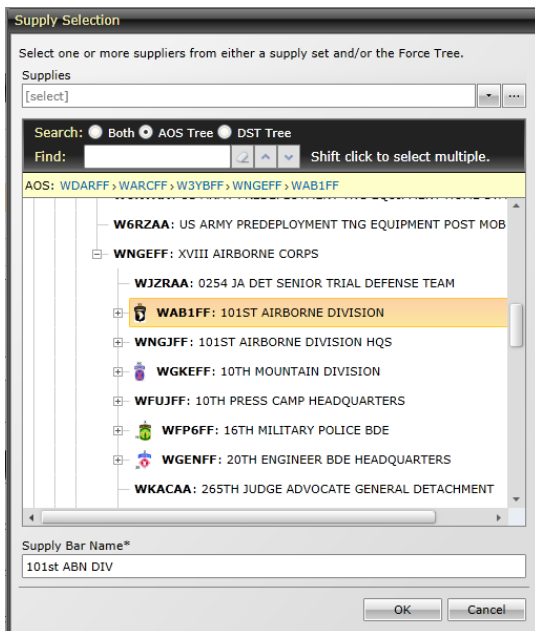 Supply Selection
Select one or more suppliers from either a supply set and/or the Force Tree.
Supplies
[select]
Search: Both AOS Tree DST Tree
Find: Shift click to select multiple.
AOS: WDARFF › WARCFF › W3YBFF › WNGEFF › WAB1FF
W6RZAA: US ARMY PREDEPLOYMENT TNG EQUIPMENT POST MOB
WNGEFF: XVIII AIRBORNE CORPS
WJZRAA: 0254 JA DET SENIOR TRIAL DEFENSE TEAM
WAB1FF: 101ST AIRBORNE DIVISION
WNGJFF: 101ST AIRBORNE DIVISION HQS
WGKEFF: 10TH MOUNTAIN DIVISION
WFUJFF: 10TH PRESS CAMP HEADQUARTERS
WFP6FF: 16TH MILITARY POLICE BDE
WGENFF: 20TH ENGINEER BDE HEADQUARTERS
WKACAA: 265TH JUDGE ADVOCATE GENERAL DETACHMENT
Supply Bar Name*
101st ABN DIV
OK Cancel